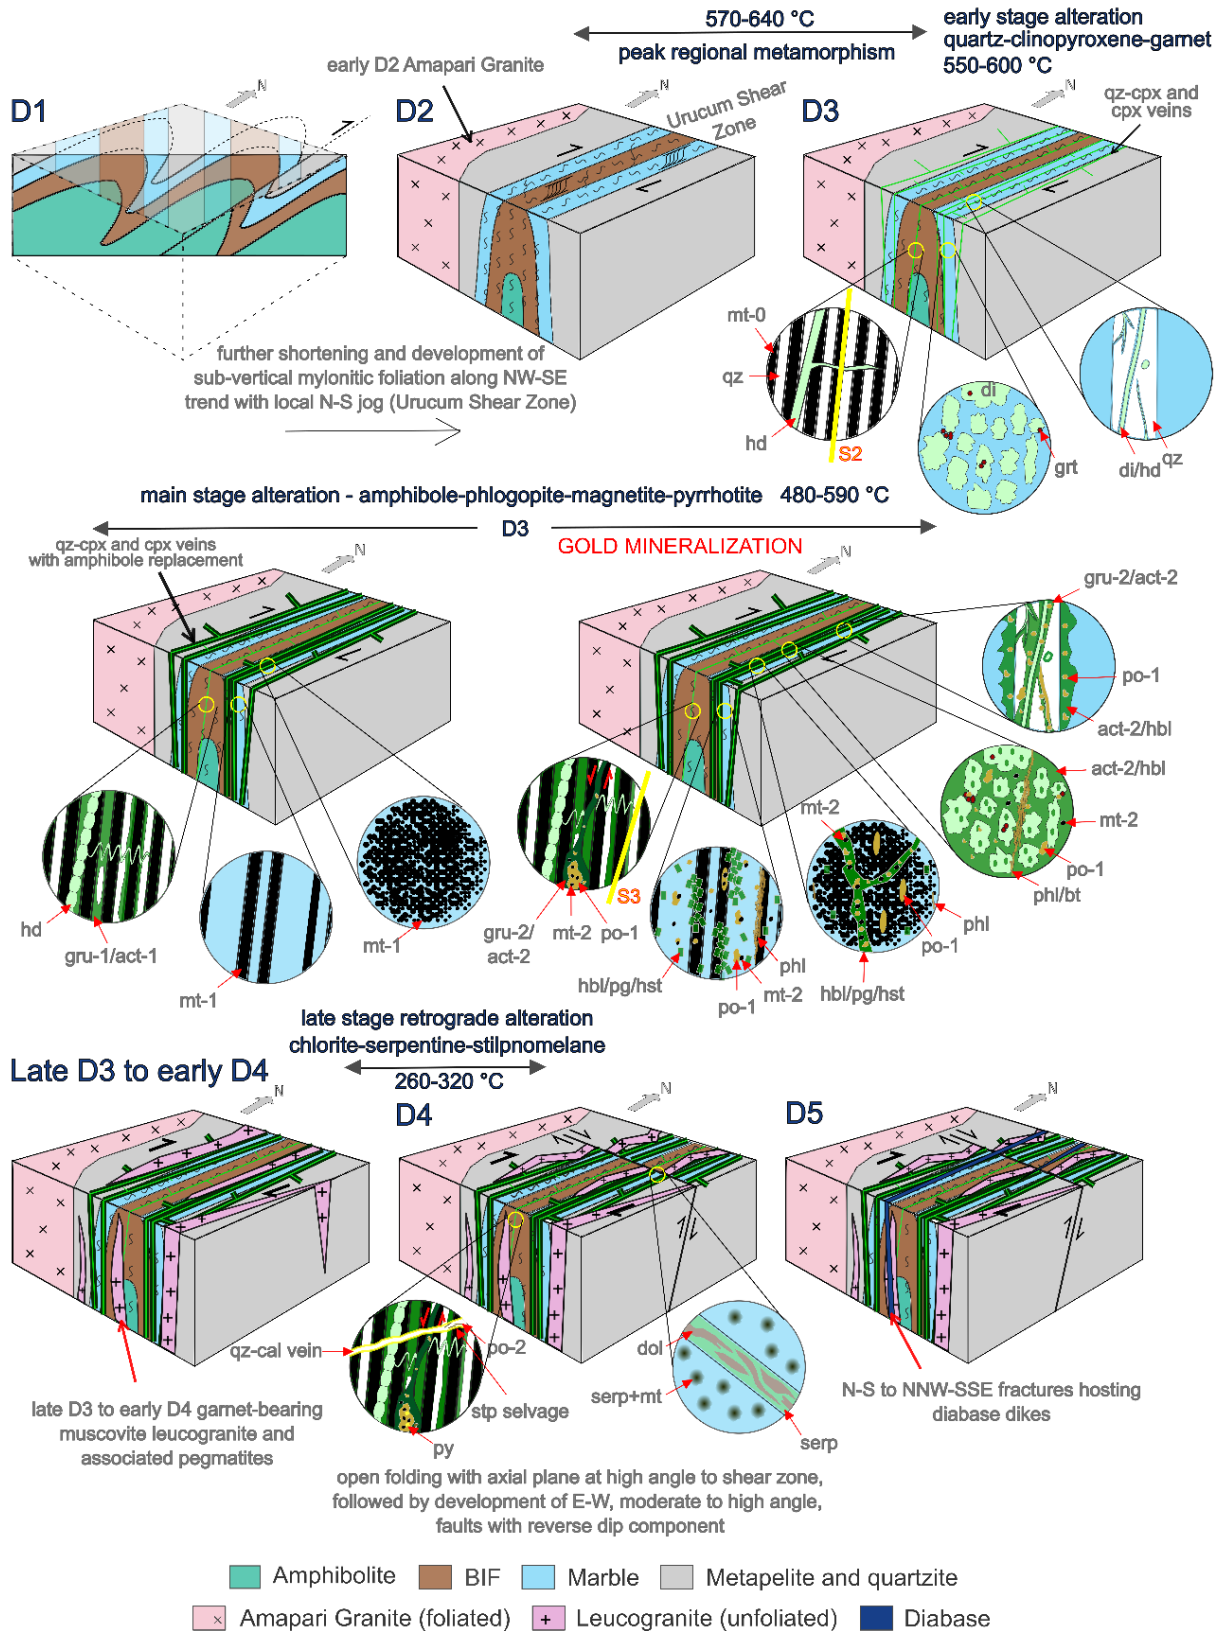 570-640 °C
peak regional metamorphism
early stage alteration
quartz-clinopyroxene-garnet
550-600 °C
early D2 Amapari Granite
N
N
N
D1
D2
D3
Urucum Shear
Zone
qz-cpx and
cpx veins
further shortening and development of
sub-vertical mylonitic foliation along NW-SE
trend with local N-S jog (Urucum Shear Zone)
mt-0
qz
hd
S2
di
grt
di/hd
qz
main stage alteration - amphibole-phlogopite-magnetite-pyrrhotite 480-590 °C
D3
GOLD MINERALIZATION
qz-cpx and cpx veins
with amphibole replacement
N
N
gru-2/act-2
po-1
act-2/hbl
act-2/hbl
mt-2
po-1
phl/bt
hd
gru-1/act-1
mt-1
mt-1
gru-2/
act-2
mt-2
po-1
S3
hbl/pg/hst
po-1
mt-2
phl
mt-2
phl
po-1
hbl/pg/hst
late stage retrograde alteration
chlorite-serpentine-stilpnomelane
260-320 °C
Late D3 to early D4
N
D4
N
D5
N
qz-cal vein
po-2
stp selvage
py
dol
serp+mt
serp
late D3 to early D4 garnet-bearing
muscovite leucogranite and
associated pegmatites
N-S to NNW-SSE fractures hosting
diabase dikes
open folding with axial plane at high angle to shear zone,
followed by development of E-W, moderate to high angle,
faults with reverse dip component
Amphibolite
BIF
Marble
Metapelite and quartzite
Amapari Granite (foliated)
Leucogranite (unfoliated)
Diabase